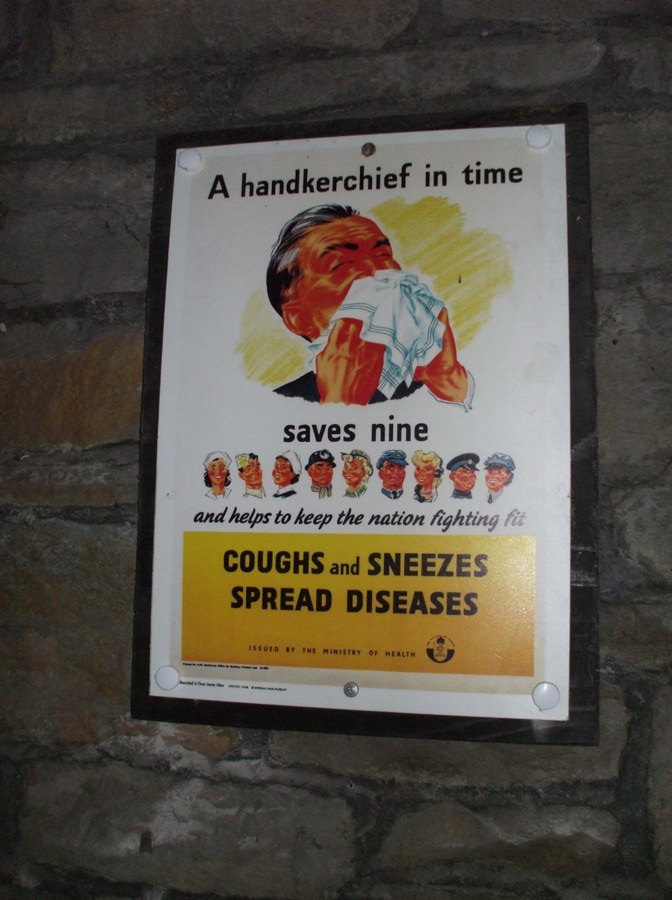 A handkerchief in time
saves nine
and helps to keep the nation fighting fit
COUGHS and SNEEZES
SPREAD DISEASES
ISSUED BY THE MINISTRY OF HEALTH